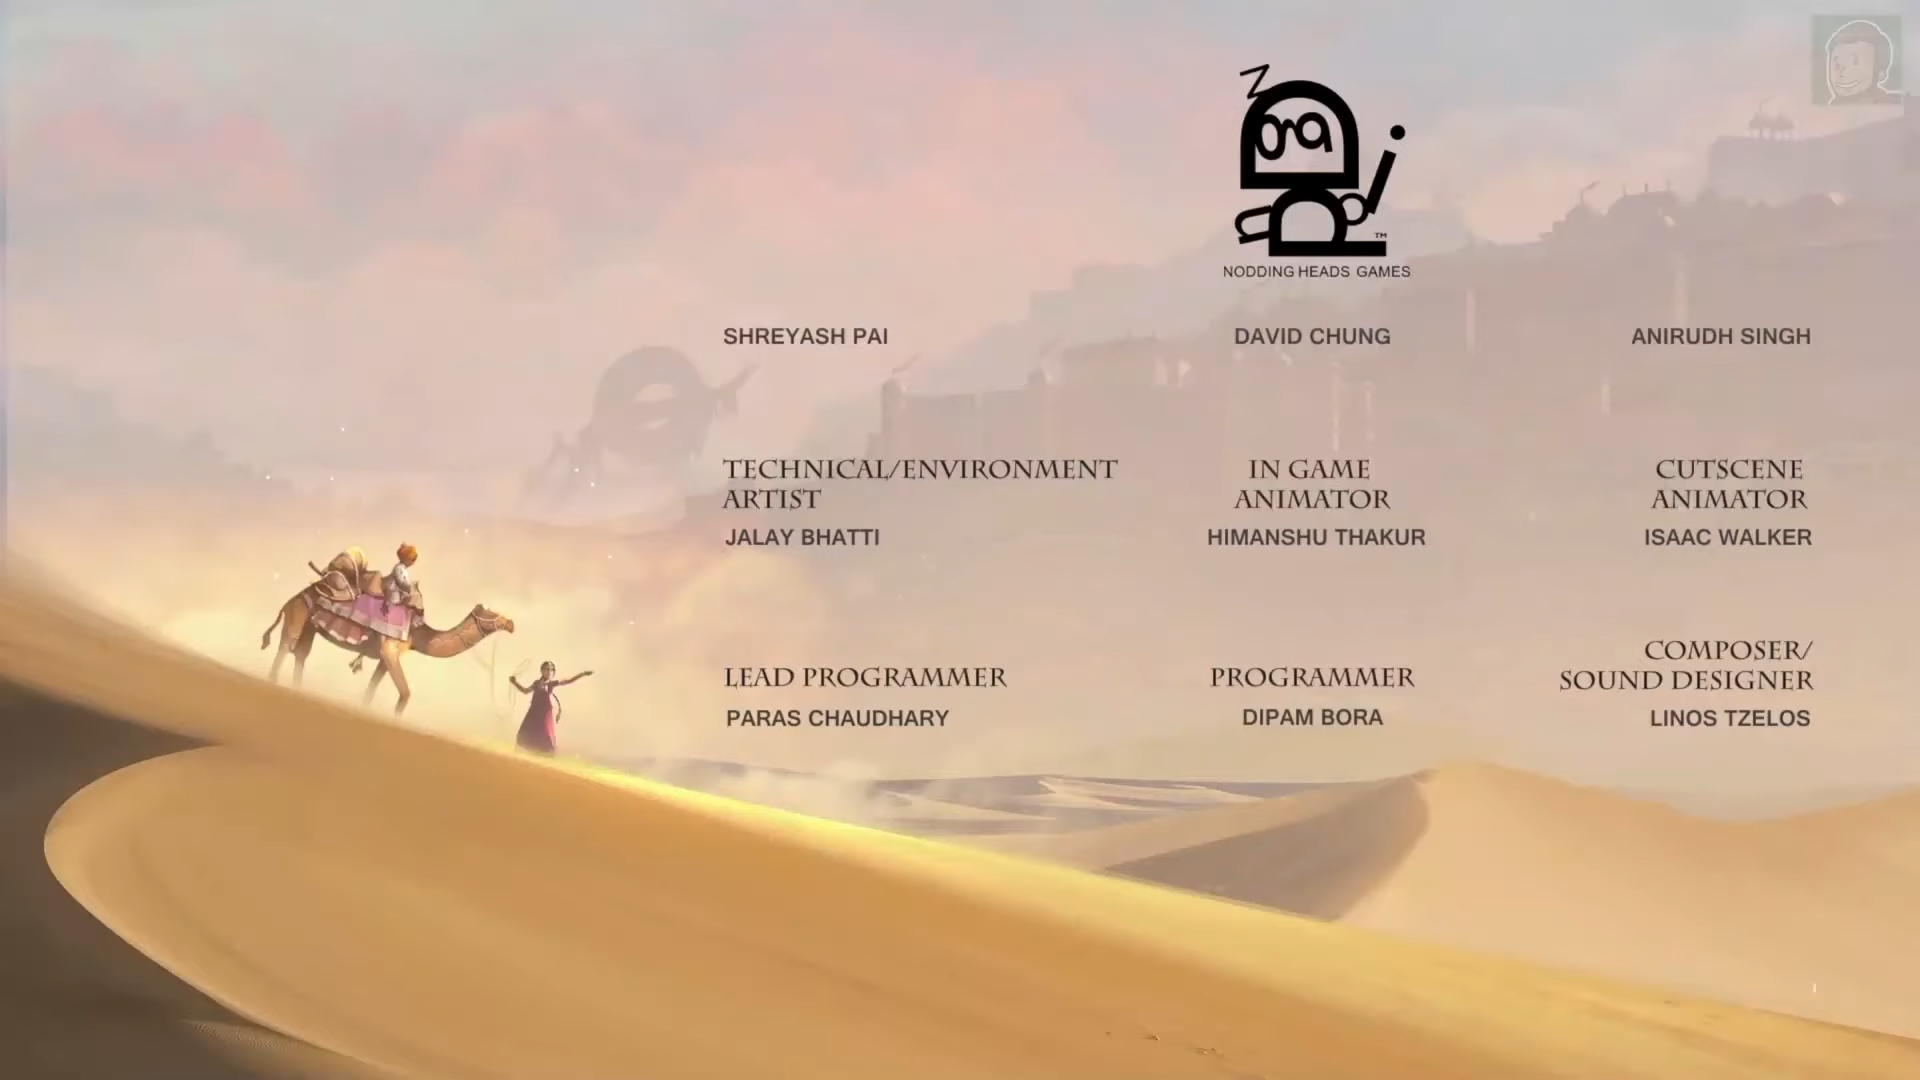 TM
NODDING HEADS GAMES
SHREYASH PAI
DAVID CHUNG
ANIRUDH SINGH
TECHNICAL/ENVIRONMENT
ARTIST
JALAY BHATTI
IN GAME
ANIMATOR
HIMANSHU THAKUR
CUTSCENE
ANIMATOR
ISAAC WALKER
LEAD PROGRAMMER
PARAS CHAUDHARY
PROGRAMMER
DIPAM BORA
COMPOSER/
SOUND DESIGNER
LINOS TZELOS